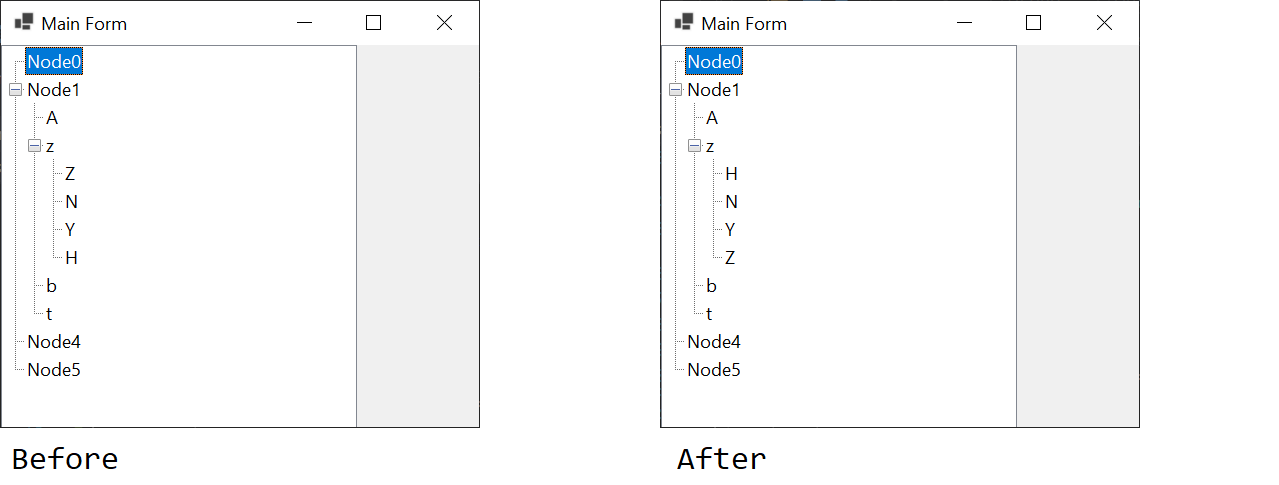 Main Form
Node0
Node1
A
z
Z
N
Y
H
b
t
Node4
Node5
Before
Main Form
Node0
Node1
A
z
H
N
Y
Z
b
t
Node4
Node5
After